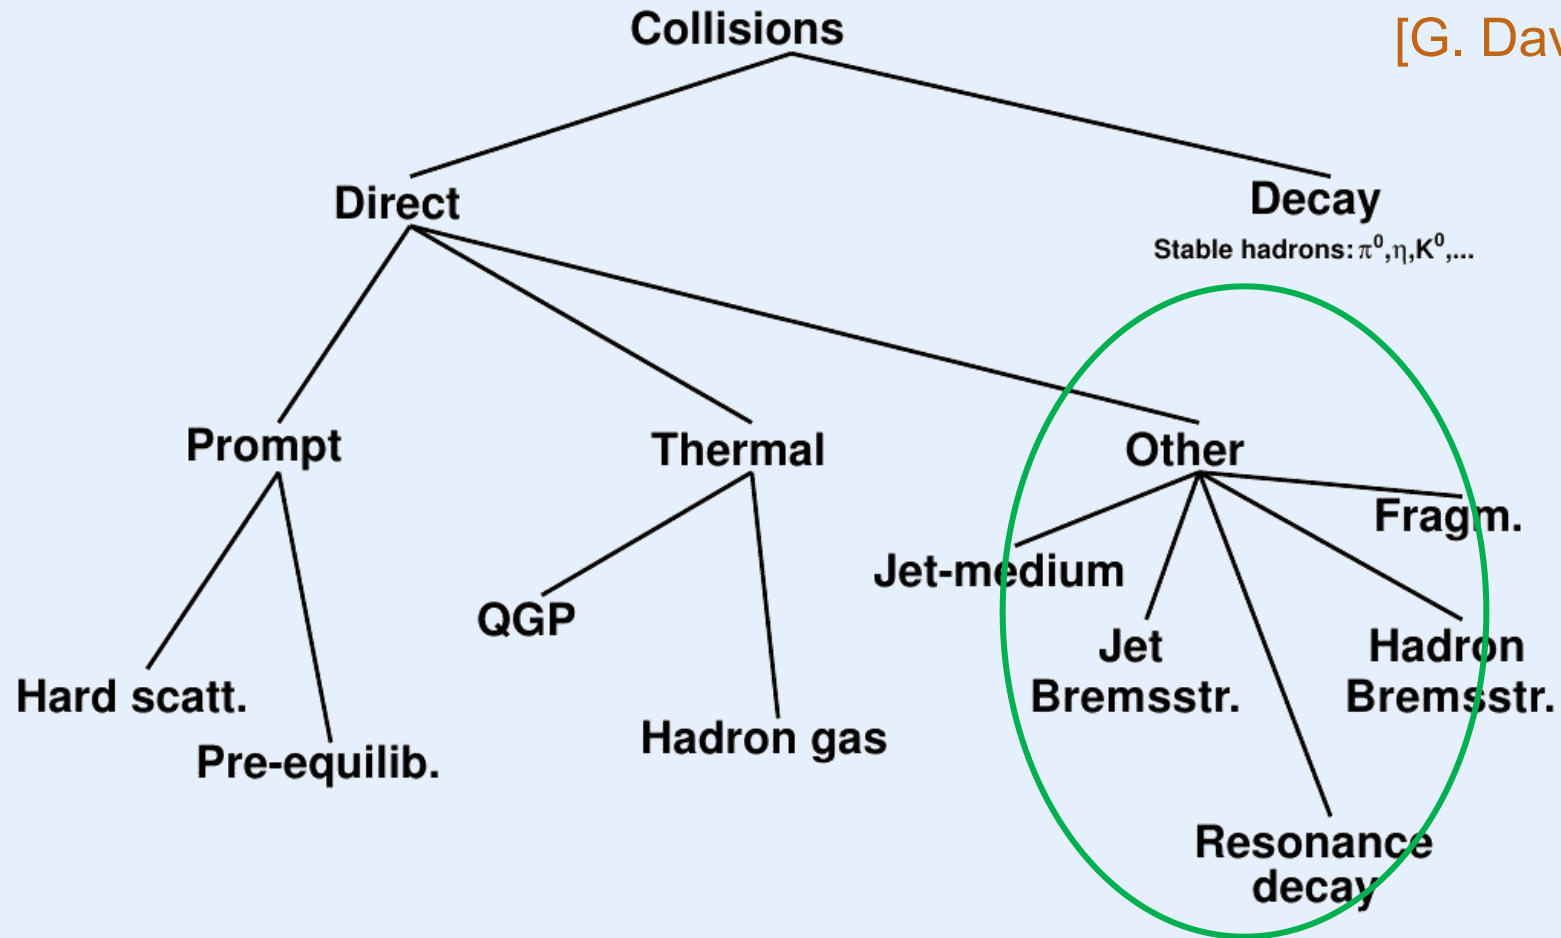 Collisions
[G. Dav
Direct
Decay
Stable hadrons: π⁰,η,K⁰,...
Prompt
Thermal
Other
Fragm.
Jet-medium
QGP
Jet
Bremsstr.
Hadron
Bremsstr.
Hard scatt.
Pre-equilib.
Hadron gas
Resonance
decay